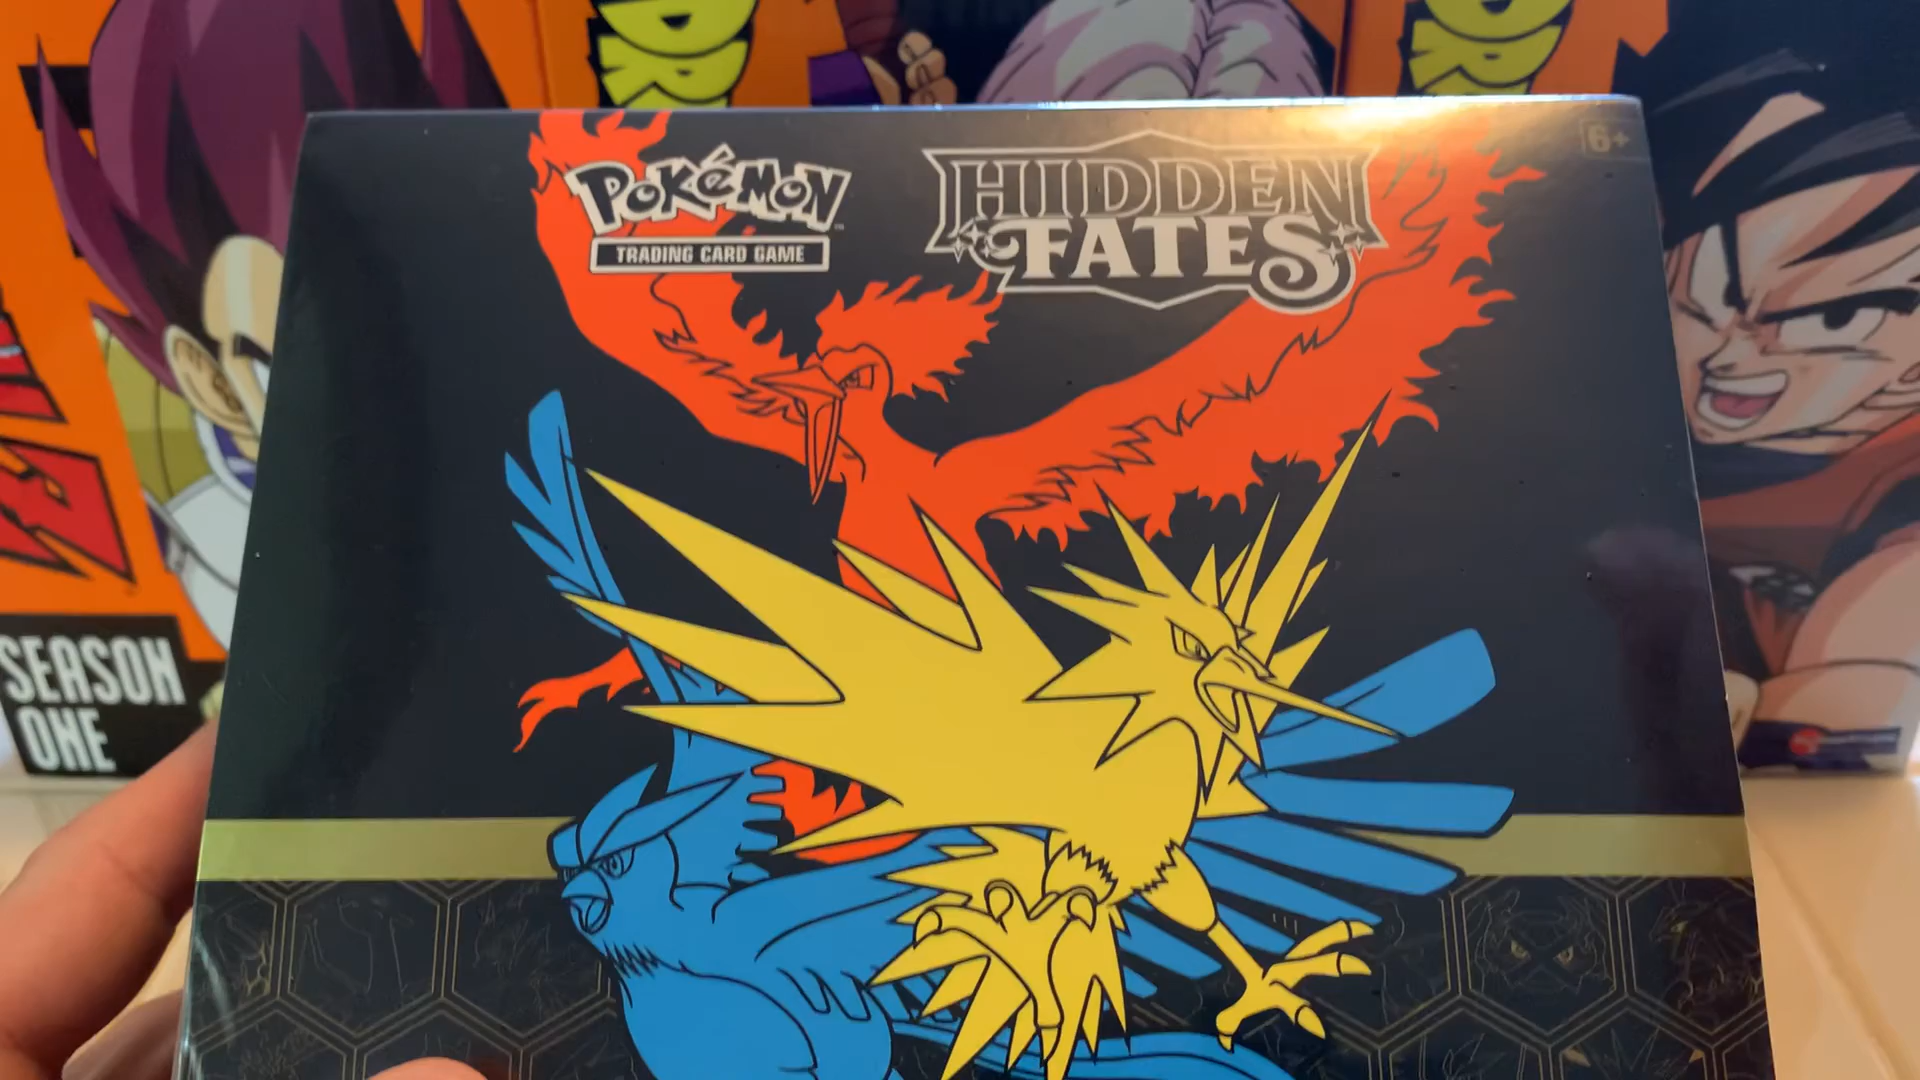 POKéMON
TRADING CARD GAME
HIDDEN
FATES
6+
SEASON
ONE